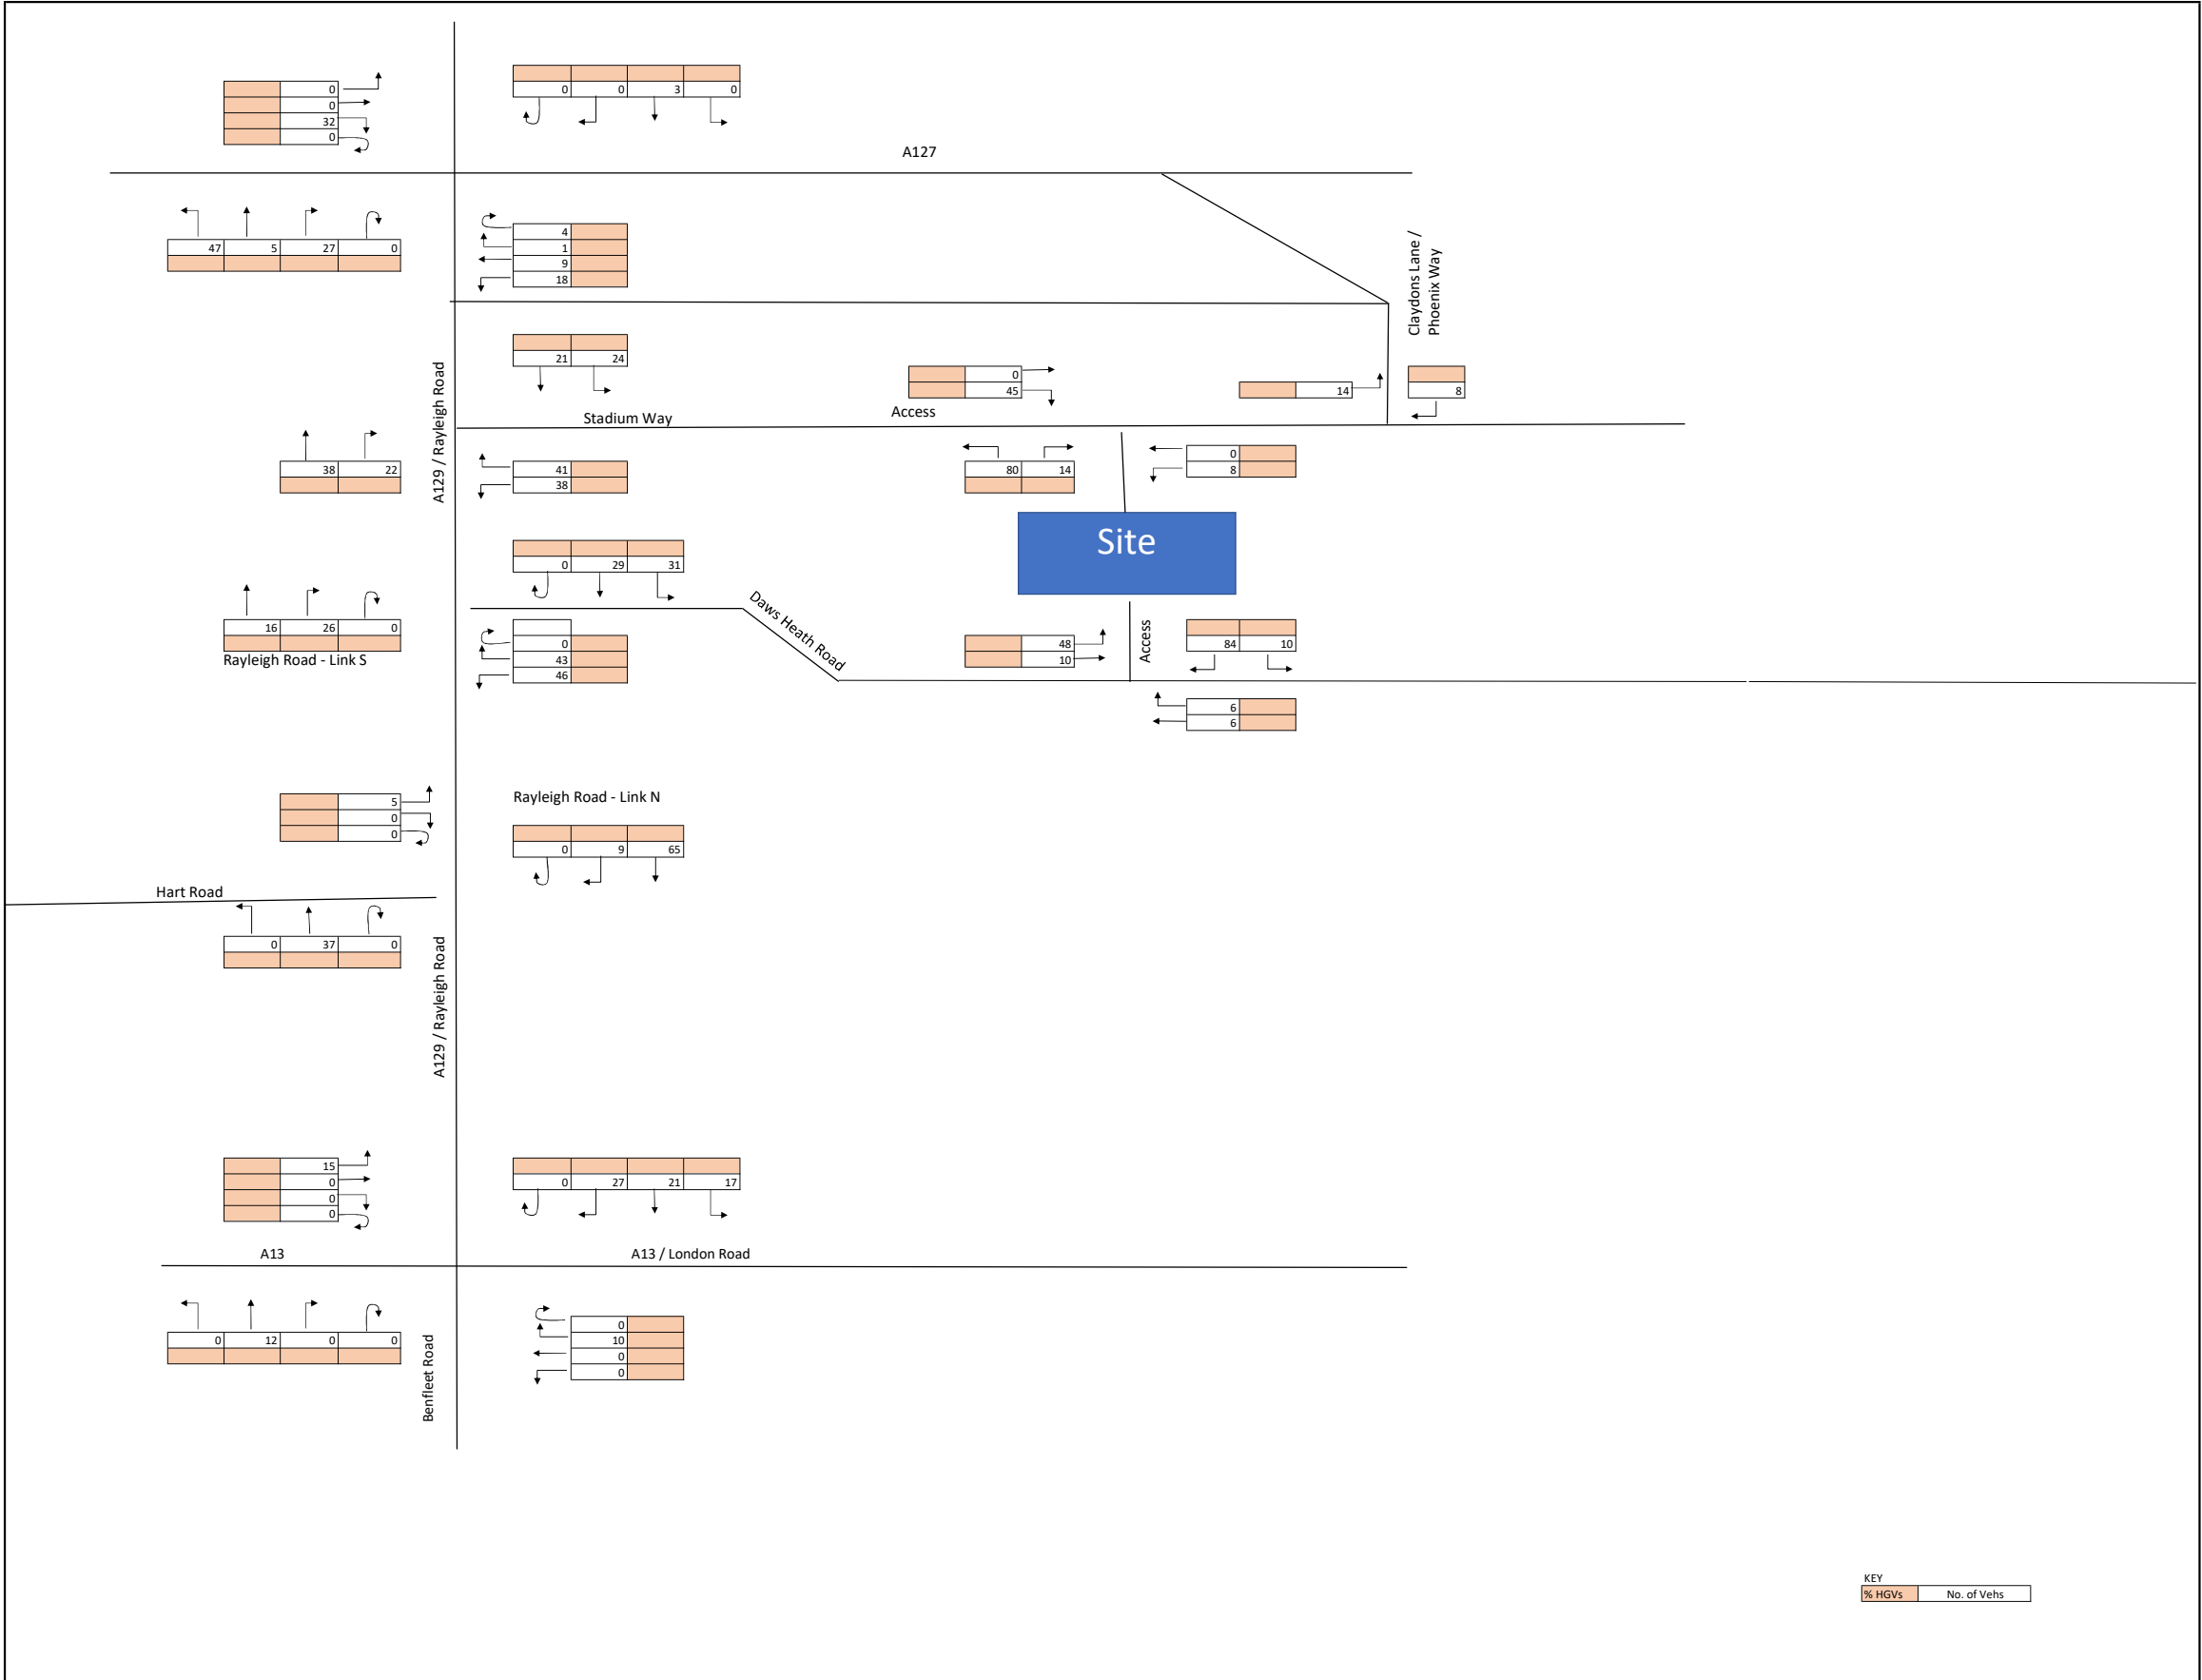 0
0
32
0
0 0 3 0
A127
47 5 27 0
4
1
9
18
Claydons Lane /
Phoenix Way
A129 / Rayleigh Road
21 24
0
45
14
8
Stadium Way
Access
38 22
41
38
80 14
0
8
Site
0 29 31
Daws Heath Road
16 26 0
Rayleigh Road - Link S
0
43
46
48
10
Access
84 10
6
6
5
0
0
Rayleigh Road - Link N
0 9 65
Hart Road
0 37 0
A129 / Rayleigh Road
15
0
0
0
0 27 21 17
A13
A13 / London Road
0 12 0 0
Benfleet Road
0
10
0
0
KEY
% HGVs No. of Vehs